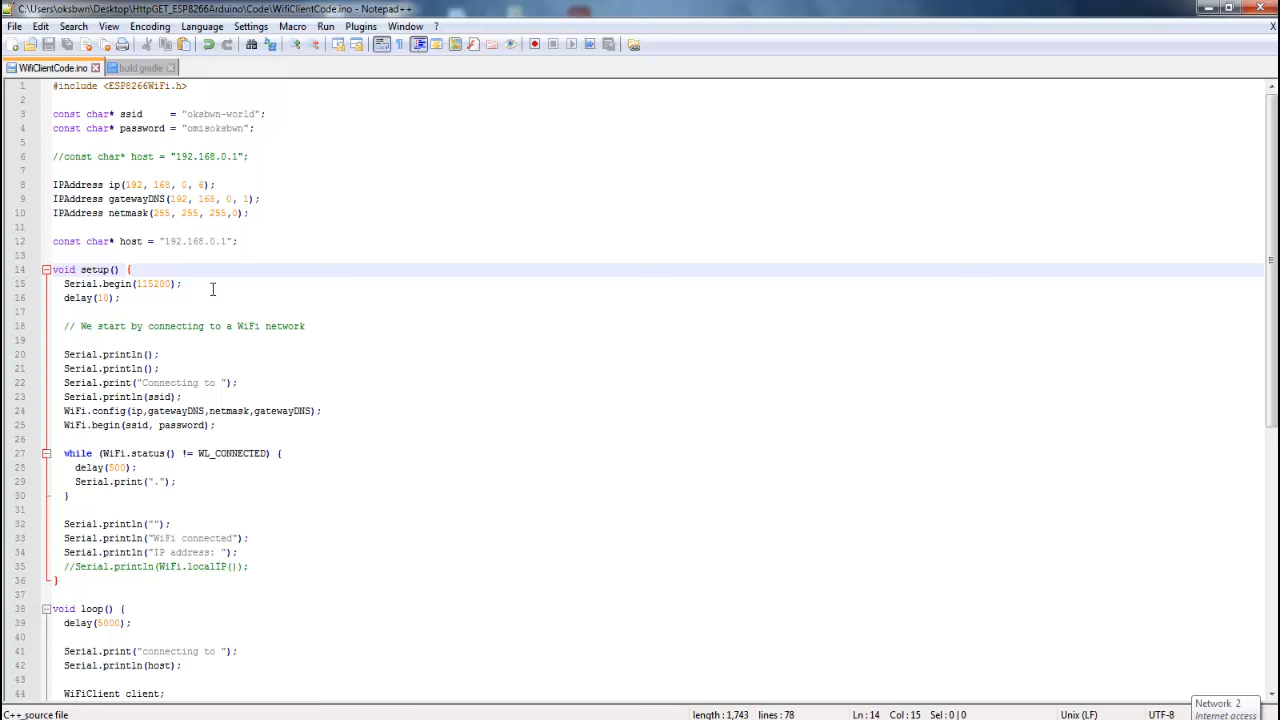 C:\Users\oksbwn\Desktop\HttpGET_ESP8266Arduino\Code\WifiClientCode.ino - Notepad++
File Edit Search View Encoding Language Settings Macro Run Plugins Window ? X
WifiClientCode.ino build gradle
1 #include <ESP8266WiFi.h>
2
3 const char* ssid     = "oksbwn-world";
4 const char* password = "omisoksbwn";
5
6 //const char* host = "192.168.0.1";
7
8 IPAddress ip(192, 168, 0, 6);
9 IPAddress gatewayDNS(192, 168, 0, 1);
10 IPAddress netmask(255, 255, 255,0);
11
12 const char* host = "192.168.0.1";
13
14 void setup() {
15   Serial.begin(115200);
16   delay(10);
17
18   // We start by connecting to a WiFi network
19
20   Serial.println();
21   Serial.println();
22   Serial.print("Connecting to ");
23   Serial.println(ssid);
24   WiFi.config(ip,gatewayDNS,netmask,gatewayDNS);
25   WiFi.begin(ssid, password);
26
27   while (WiFi.status() != WL_CONNECTED) {
28     delay(500);
29     Serial.print(".");
30   }
31
32   Serial.println("");
33   Serial.println("WiFi connected");
34   Serial.println("IP address: ");
35   //Serial.println(WiFi.localIP());
36 }
37
38 void loop() {
39   delay(5000);
40
41   Serial.print("connecting to ");
42   Serial.println(host);
43
44   WiFiClient client;
Network 2
Internet access
C++ source file length : 1,743 lines : 78 Ln : 14 Col : 15 Sel : 0 | 0 Unix (LF) UTF-8